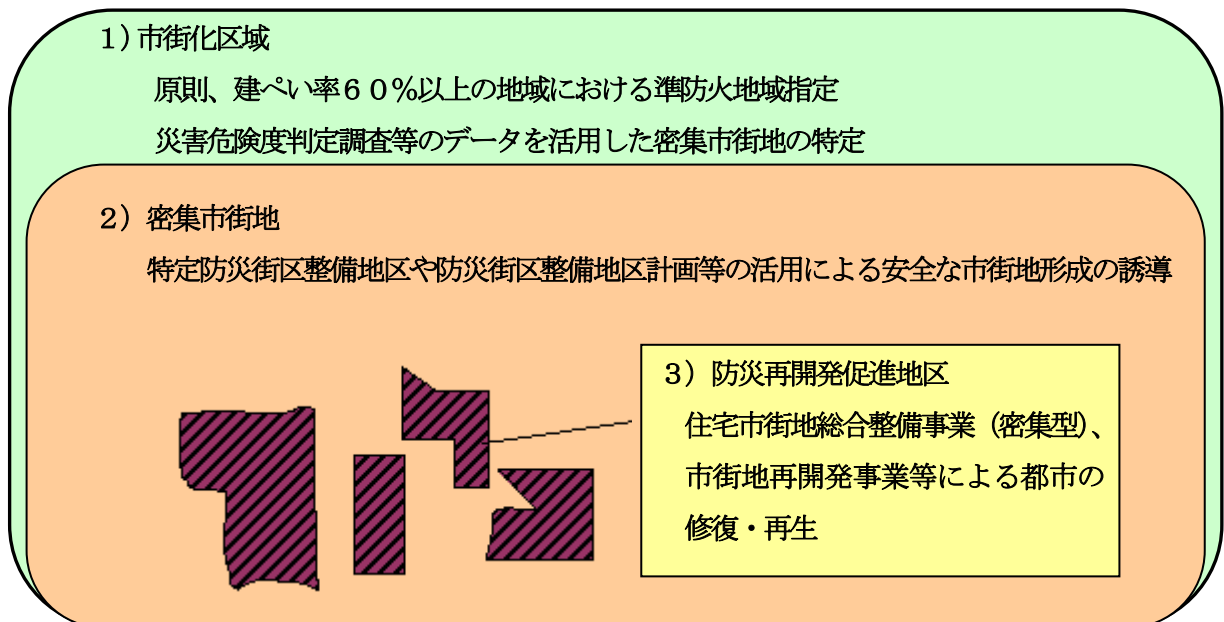 １）市街化区域
原則、建ぺい率６０％以上の地域における準防火地域指定
災害危険度判定調査等のデータを活用した密集市街地の特定
２）密集市街地
特定防災街区整備地区や防災街区整備地区計画等の活用による安全な市街地形成の誘導
３）防災再開発促進地区
住宅市街地総合整備事業（密集型）、
市街地再開発事業等による都市の
修復・再生